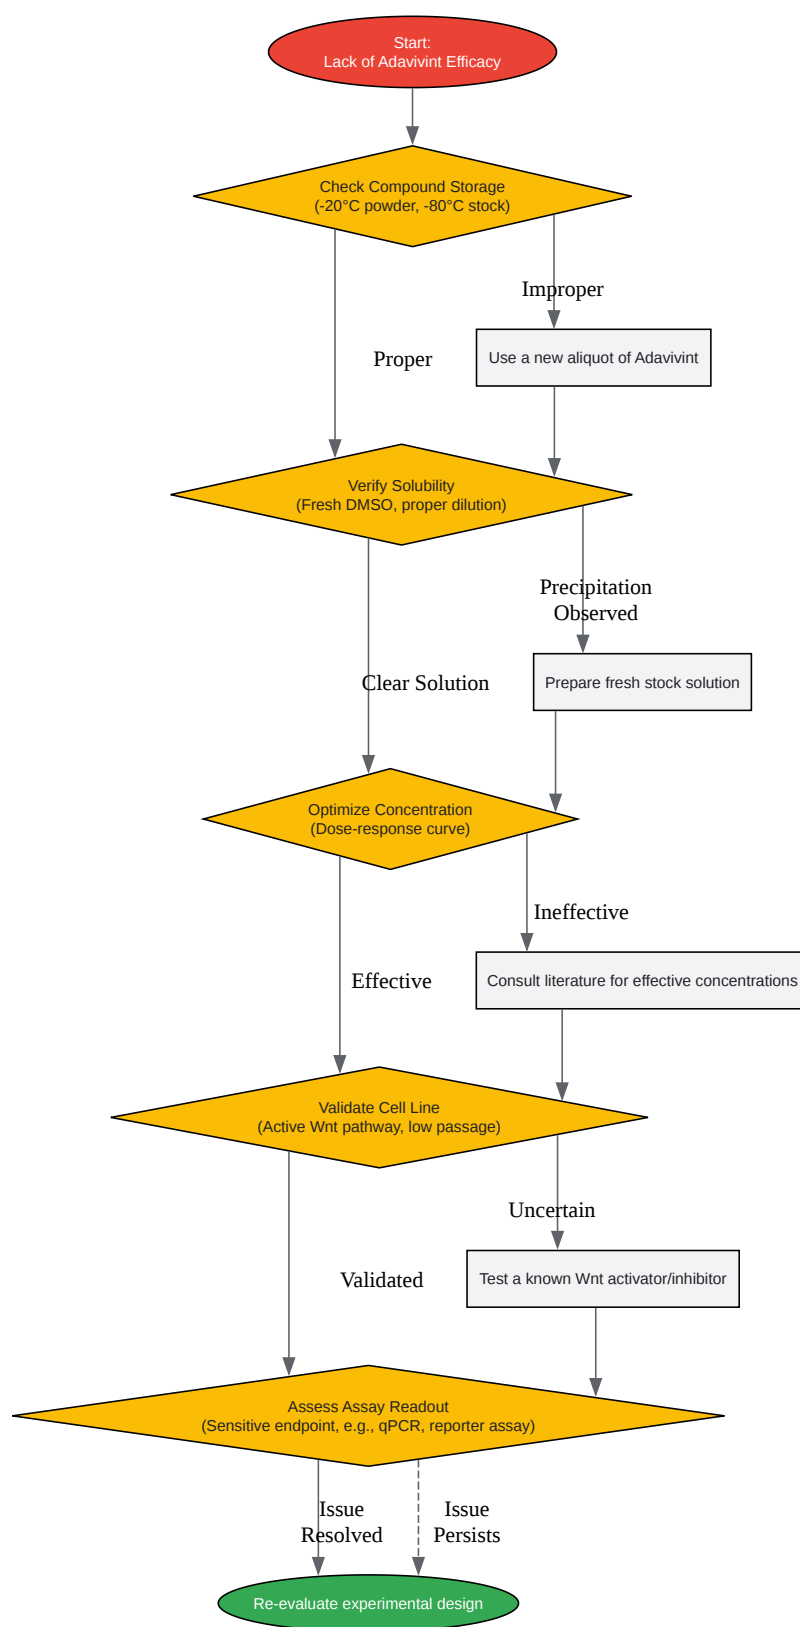 Start:
Lack of Adavivint Efficacy
Check Compound Storage
(-20°C powder, -80°C stock)
Improper
Proper
Use a new aliquot of Adavivint
Verify Solubility
(Fresh DMSO, proper dilution)
Precipitation
Observed
Clear Solution
Prepare fresh stock solution
Optimize Concentration
(Dose-response curve)
Ineffective
Effective
Consult literature for effective concentrations
Validate Cell Line
(Active Wnt pathway, low passage)
Uncertain
Validated
Test a known Wnt activator/inhibitor
Assess Assay Readout
(Sensitive endpoint, e.g., qPCR, reporter assay)
Issue
Resolved
Issue
Persists
Re-evaluate experimental design